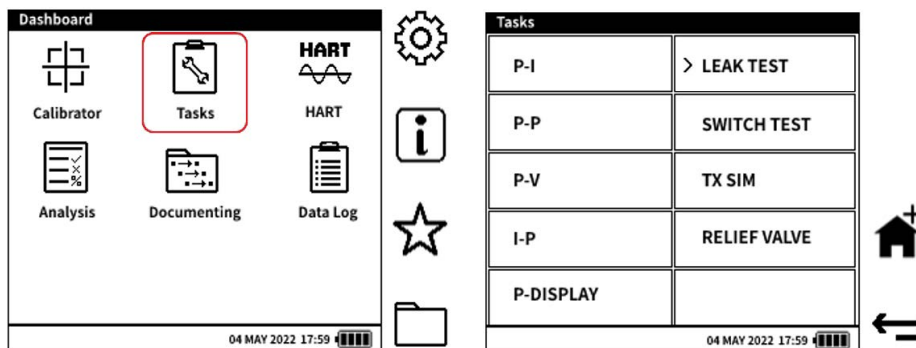 Dashboard
HART
Calibrator
Tasks
HART
Analysis
Documenting
Data Log
04 MAY 2022 17:59
Tasks
P-I
> LEAK TEST
P-P
SWITCH TEST
P-V
TX SIM
I-P
RELIEF VALVE
P-DISPLAY
04 MAY 2022 17:59